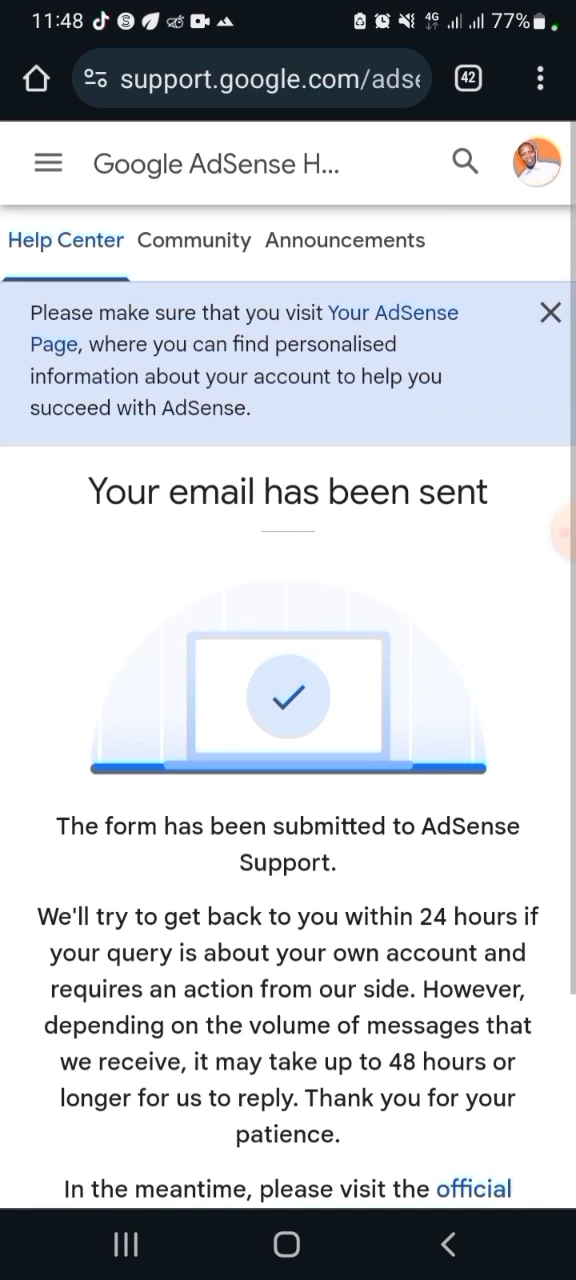 11:48
4G
77%
support.google.com/adse
42
Google AdSense H...
Help Center Community Announcements
Please make sure that you visit Your AdSense
Page, where you can find personalised
information about your account to help you
succeed with AdSense.
Your email has been sent
The form has been submitted to AdSense
Support.
We'll try to get back to you within 24 hours if
your query is about your own account and
requires an action from our side. However,
depending on the volume of messages that
we receive, it may take up to 48 hours or
longer for us to reply. Thank you for your
patience.
In the meantime, please visit the official